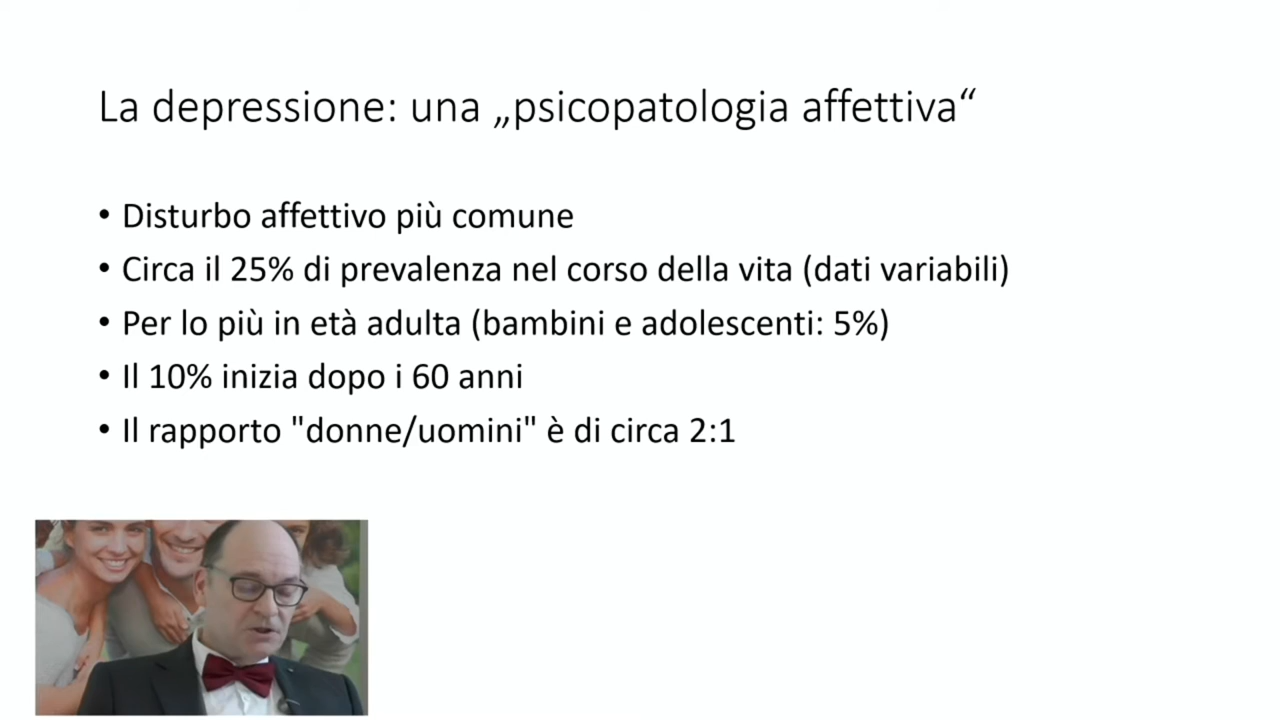 La depressione: una „psicopatologia affettiva“
• Disturbo affettivo più comune
• Circa il 25% di prevalenza nel corso della vita (dati variabili)
• Per lo più in età adulta (bambini e adolescenti: 5%)
• Il 10% inizia dopo i 60 anni
• Il rapporto "donne/uomini" è di circa 2:1